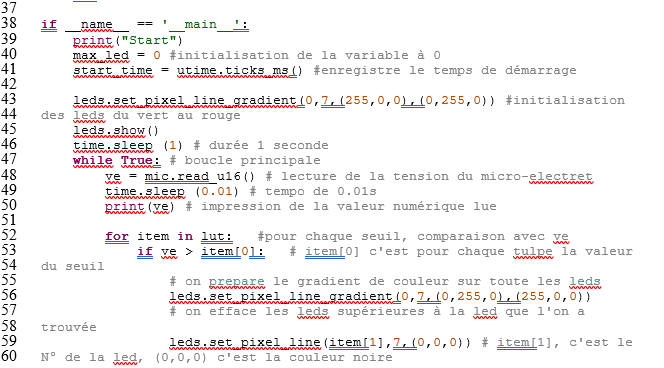 37
38 if __name__ == '__main__':
39 print("Start")
40 max_led = 0 #initialisation de la variable à 0
41 start_time = utime.ticks_ms() #enregistre le temps de démarrage
42
43 leds.set_pixel_line_gradient(0,7,(255,0,0),(0,255,0)) #initialisation
44 des leds du vert au rouge
45 leds.show()
46 time.sleep (1) # durée 1 seconde
47 while True: # boucle principale
48 ve = mic.read_u16() # lecture de la tension du micro-electret
49 time.sleep (0.01) # tempo de 0.01s
50 print(ve) # impression de la valeur numérique lue
51
52 for item in lut: #pour chaque seuil, comparaison avec ve
53 if ve > item[0]: # item[0] c'est pour chaque tulpe la valeur
54 du seuil
55 # on prepare le gradient de couleur sur toute les leds
56 leds.set_pixel_line_gradient(0,7,(0,255,0),(255,0,0))
57 # on efface les leds supérieures à la led que l'on a
58 trouvée
59 leds.set_pixel_line(item[1],7,(0,0,0)) # item[1], c'est le
60 N° de la led, (0,0,0) c'est la couleur noire